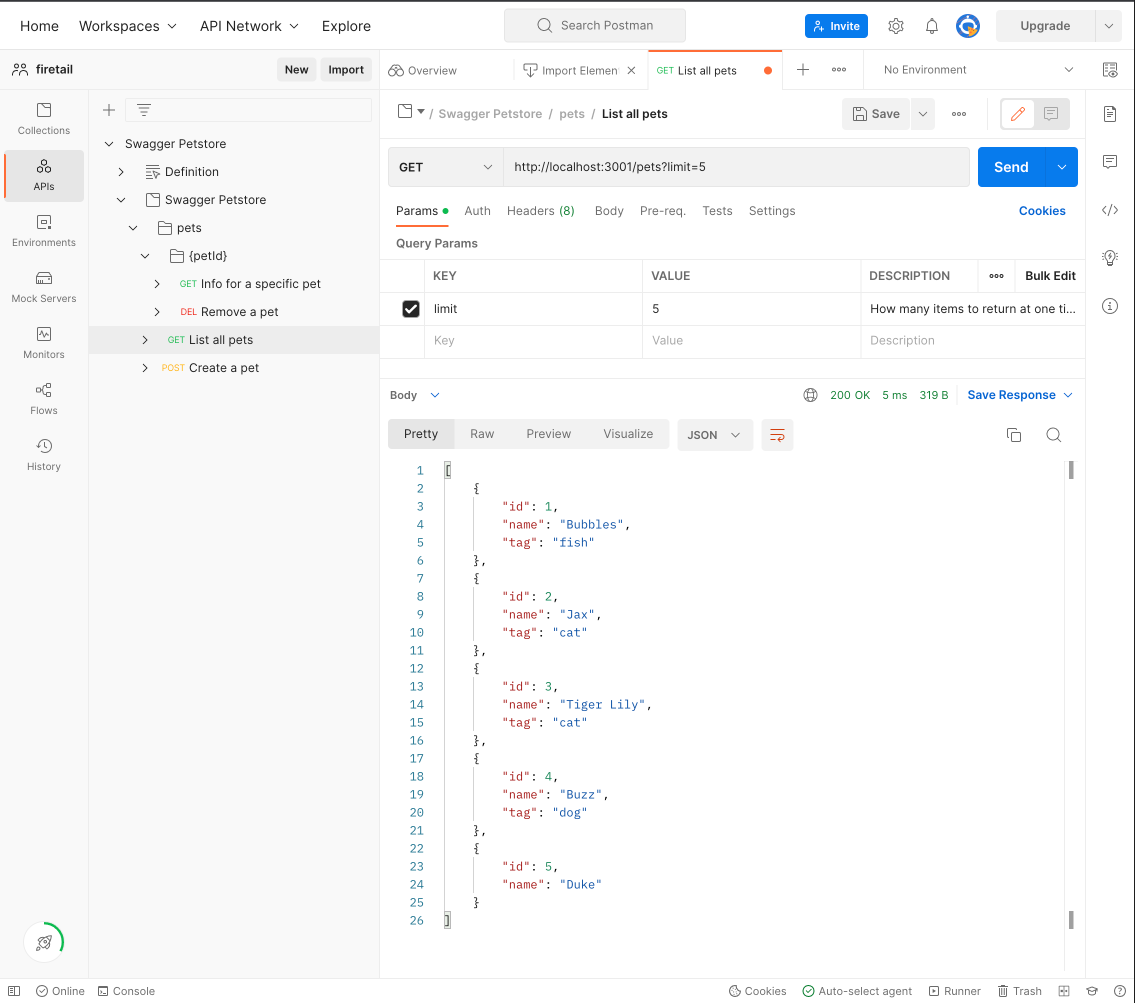 Home Workspaces API Network Explore Search Postman Invite Upgrade
firetail New Import Overview Import Elemen GET List all pets No Environment
Collections
APIs
Environments
Mock Servers
Monitors
Flows
History
Swagger Petstore
Definition
Swagger Petstore
pets
{petId}
GET Info for a specific pet
DEL Remove a pet
GET List all pets
POST Create a pet
/ Swagger Petstore / pets / List all pets Save
GET http://localhost:3001/pets?limit=5 Send
Params Auth Headers (8) Body Pre-req. Tests Settings Cookies
Query Params
KEY VALUE DESCRIPTION Bulk Edit
limit 5 How many items to return at one ti...
Key Value Description
Body 200 OK 5 ms 319 B Save Response
Pretty Raw Preview Visualize JSON
1 [
2 {
3 "id": 1,
4 "name": "Bubbles",
5 "tag": "fish"
6 },
7 {
8 "id": 2,
9 "name": "Jax",
10 "tag": "cat"
11 },
12 {
13 "id": 3,
14 "name": "Tiger Lily",
15 "tag": "cat"
16 },
17 {
18 "id": 4,
19 "name": "Buzz",
20 "tag": "dog"
21 },
22 {
23 "id": 5,
24 "name": "Duke"
25 }
26 ]
Online Console Cookies Auto-select agent Runner Trash